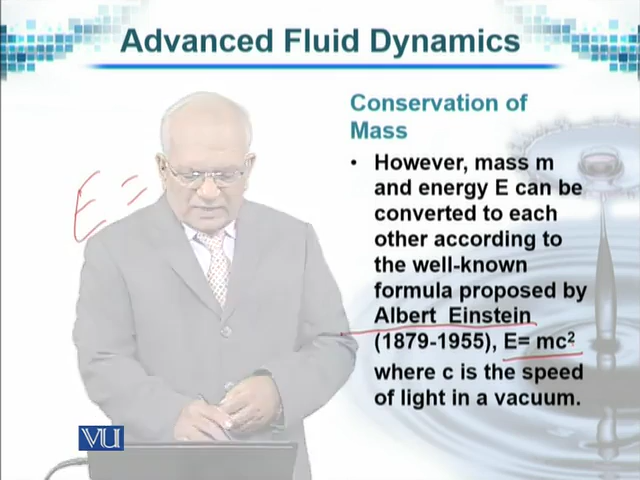 Advanced Fluid Dynamics
Conservation of
Mass
• However, mass m
and energy E can be
converted to each
other according to
the well-known
formula proposed by
Albert Einstein
(1879-1955), E= mc²
where c is the speed
of light in a vacuum.
E =
VU